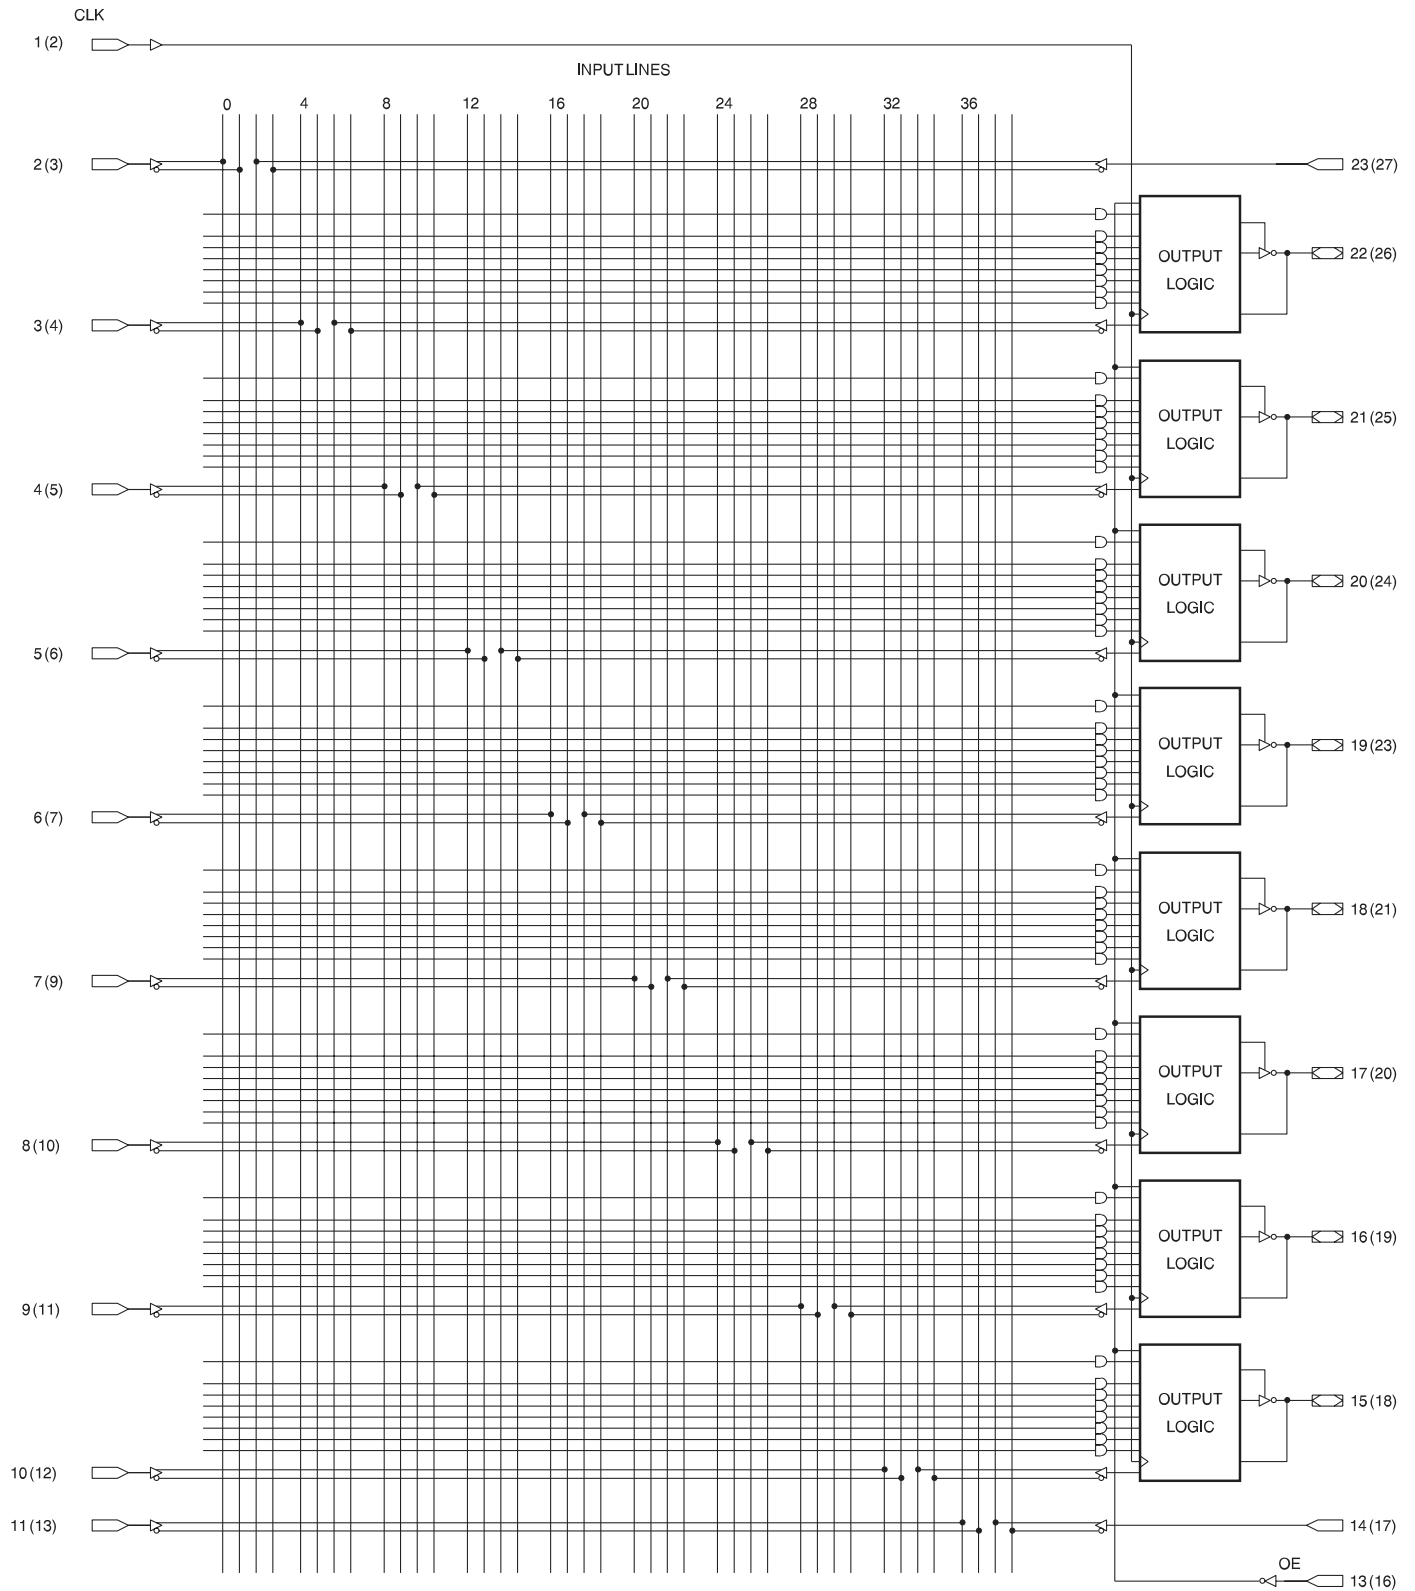 CLK
1(2)
INPUT LINES
0 4 8 12 16 20 24 28 32 36
2(3)
23(27)
OUTPUT
LOGIC
22(26)
3(4)
OUTPUT
LOGIC
21(25)
4(5)
OUTPUT
LOGIC
20(24)
5(6)
OUTPUT
LOGIC
19(23)
6(7)
OUTPUT
LOGIC
18(21)
7(9)
OUTPUT
LOGIC
17(20)
8(10)
OUTPUT
LOGIC
16(19)
9(11)
OUTPUT
LOGIC
15(18)
10(12)
11(13)
14(17)
OE
13(16)